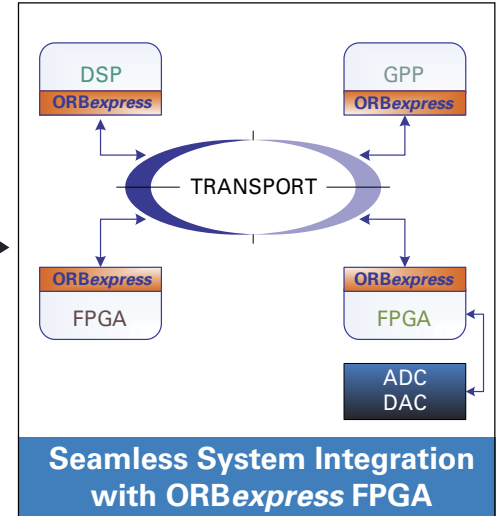 DSP
ORBexpress
GPP
ORBexpress
TRANSPORT
ORBexpress
FPGA
ORBexpress
FPGA
ADC
DAC
Seamless System Integration
with ORBexpress FPGA